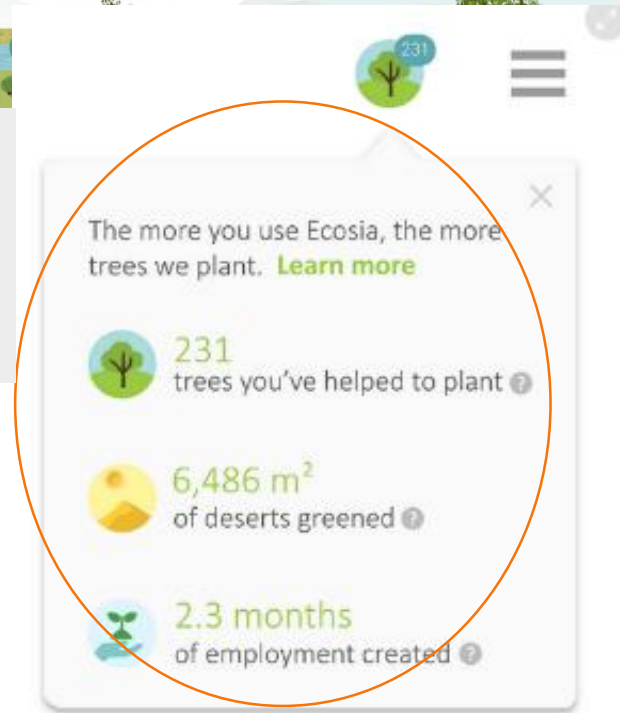 231
The more you use Ecosia, the more
trees we plant. Learn more
231
trees you've helped to plant ?
6,486 m²
of deserts greened ?
2.3 months
of employment created ?